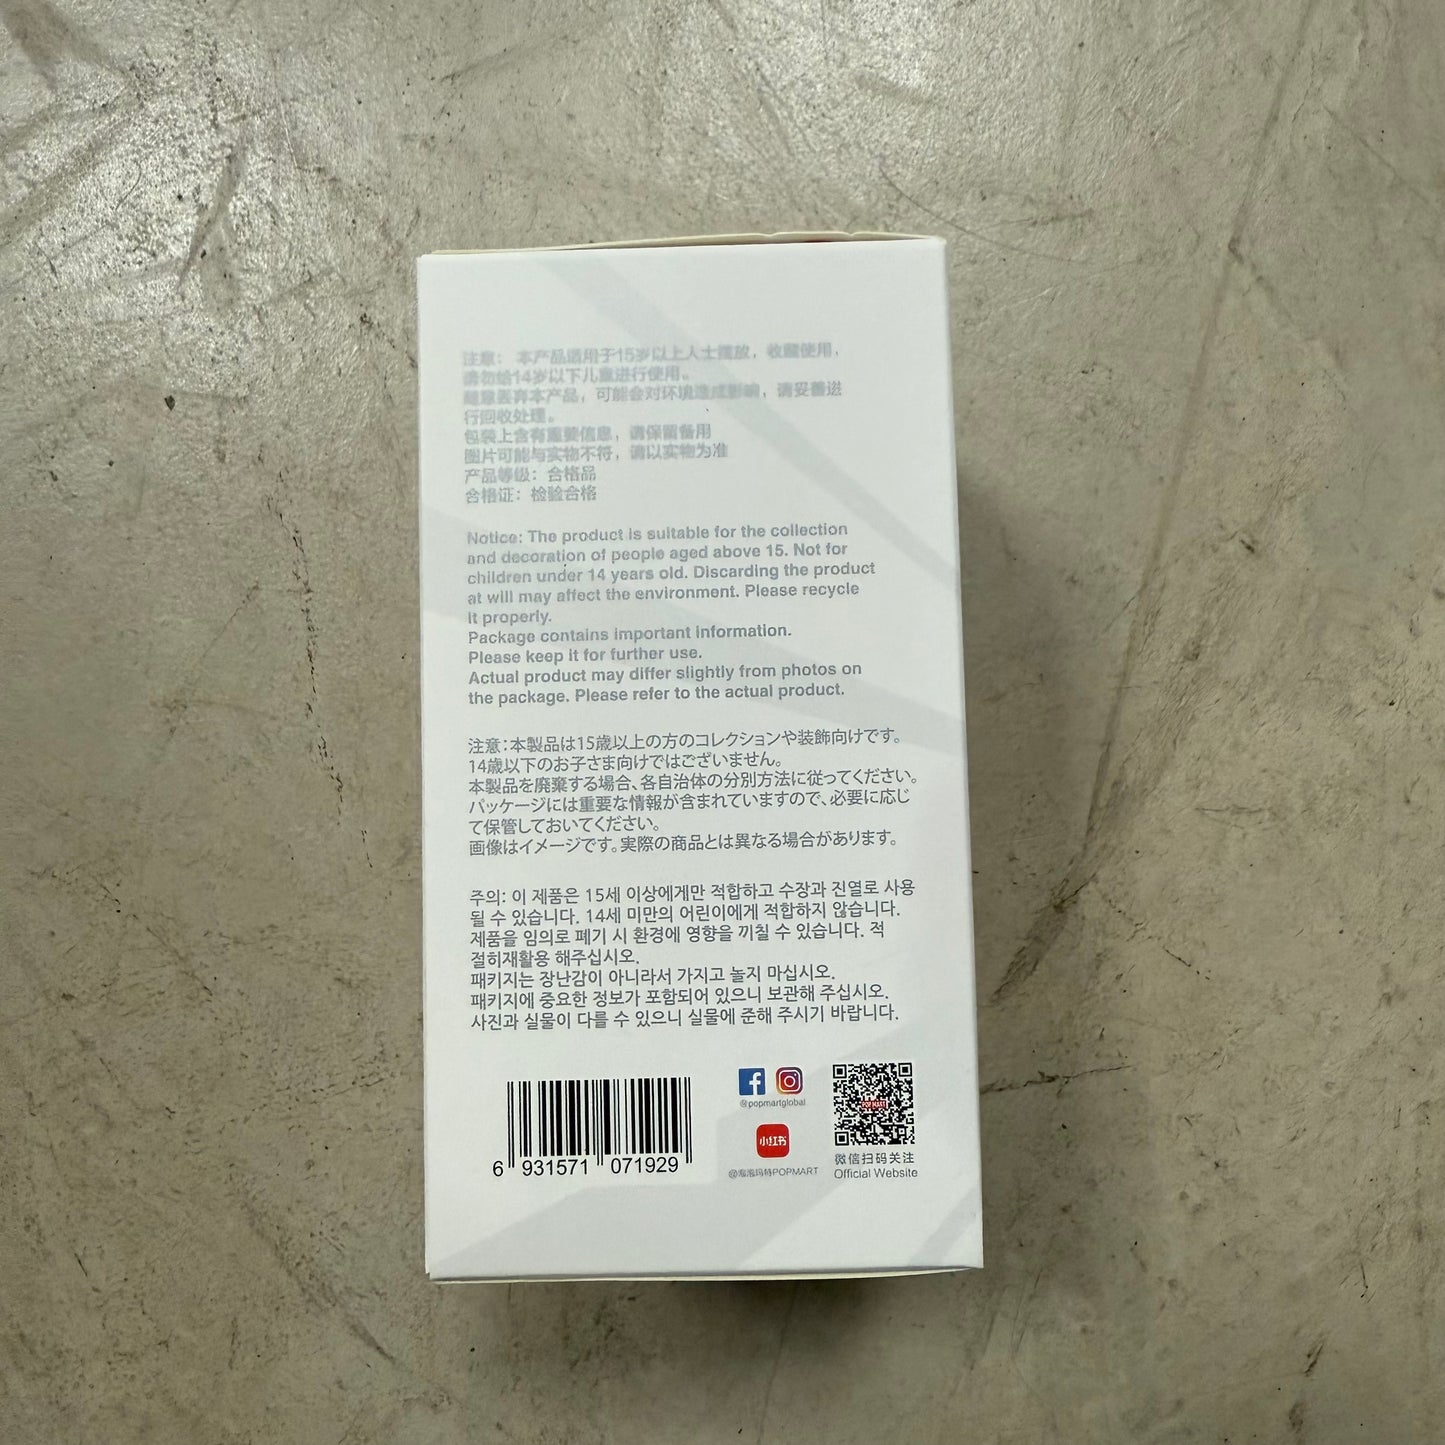 注意： 本产品适用于15岁以上人士摆放，收藏使用，
请勿给14岁以下儿童进行使用。
随意丢弃本产品，可能会对环境造成影响，请妥善进
行回收处理。
包装上含有重要信息，请保留备用
图片可能与实物不符，请以实物为准
产品等级：合格品
合格证：检验合格
Notice: The product is suitable for the collection
and decoration of people aged above 15. Not for
children under 14 years old. Discarding the product
at will may affect the environment. Please recycle
it properly.
Package contains important information.
Please keep it for further use.
Actual product may differ slightly from photos on
the package. Please refer to the actual product.
注意：本製品は15歳以上の方のコレクションや装飾向けです。
14歳以下のお子さま向けではございません。
本製品を廃棄する場合、各自治体の分別方法に従ってください。
パッケージには重要な情報が含まれていますので、必要に応じ
て保管しておいてください。
画像はイメージです。実際の商品とは異なる場合があります。
주의: 이 제품은 15세 이상에게만 적합하고 수장과 진열로 사용
될 수 있습니다. 14세 미만의 어린이에게 적합하지 않습니다.
제품을 임의로 폐기 시 환경에 영향을 끼칠 수 있습니다. 적
절히재활용 해주십시오.
패키지는 장난감이 아니라서 가지고 놀지 마십시오.
패키지에 중요한 정보가 포함되어 있으니 보관해 주십시오.
사진과 실물이 다를 수 있으니 실물에 준해 주시기 바랍니다.
6 931571 071929
@popmartglobal
小红书
@泡泡玛特POPMART
POP MART
微信扫码关注
Official Website